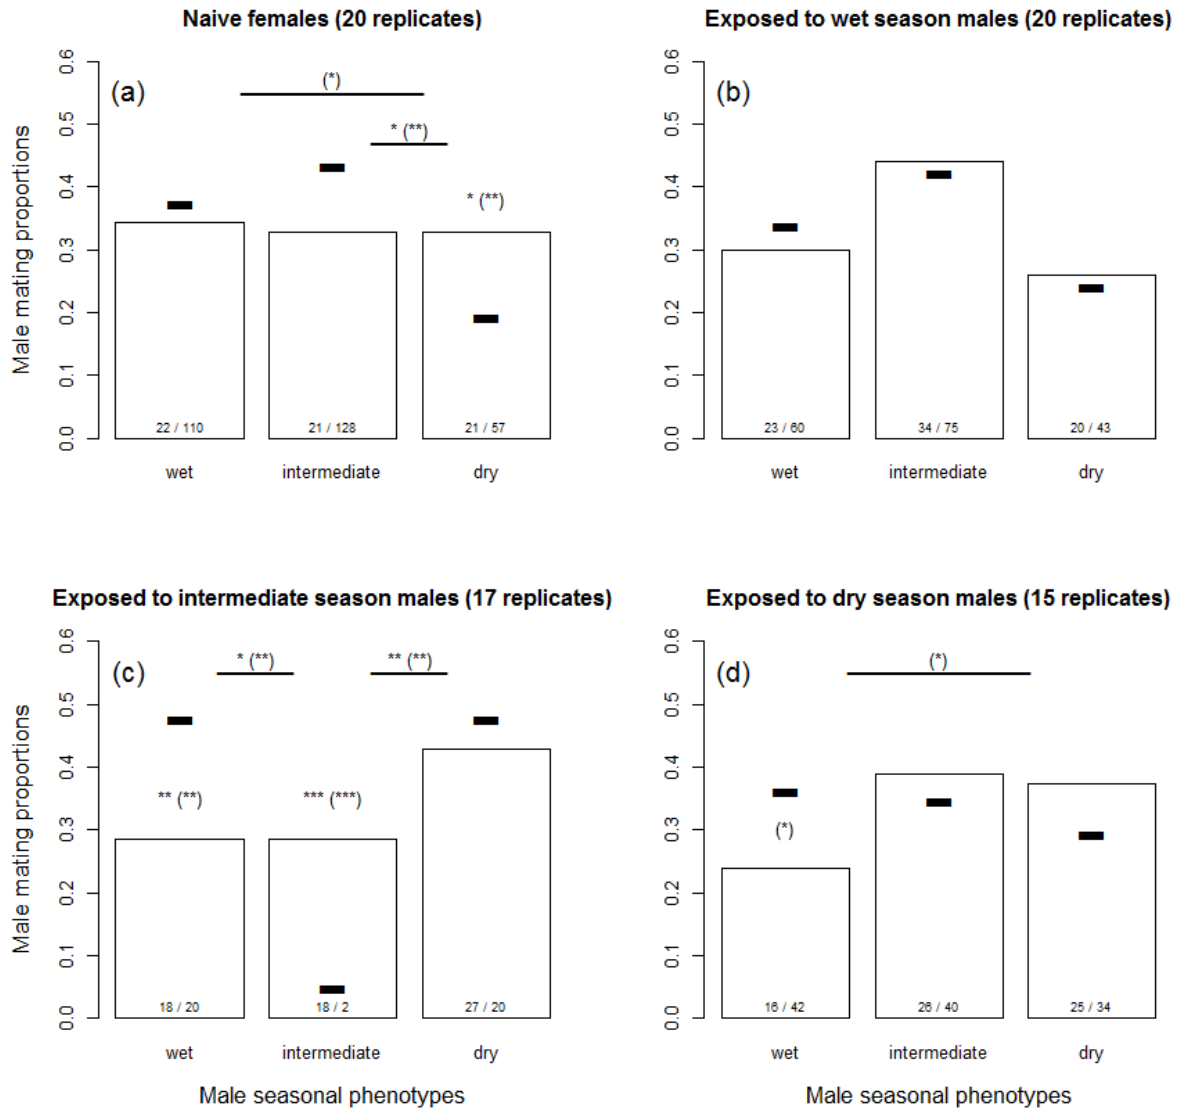 Naive females (20 replicates)
Male mating proportions
0.0 0.1 0.2 0.3 0.4 0.5 0.6
(a)
(*)
* (**)
* (**)
22 / 110 21 / 128 21 / 57
wet intermediate dry
Exposed to wet season males (20 replicates)
0.0 0.1 0.2 0.3 0.4 0.5 0.6
(b)
23 / 60 34 / 75 20 / 43
wet intermediate dry
Exposed to intermediate season males (17 replicates)
Male mating proportions
0.0 0.1 0.2 0.3 0.4 0.5 0.6
(c)
* (**) ** (**)
** (**) *** (***)
18 / 20 18 / 2 27 / 20
wet intermediate dry
Male seasonal phenotypes
Exposed to dry season males (15 replicates)
0.0 0.1 0.2 0.3 0.4 0.5 0.6
(d)
(*)
(*)
16 / 42 26 / 40 25 / 34
wet intermediate dry
Male seasonal phenotypes